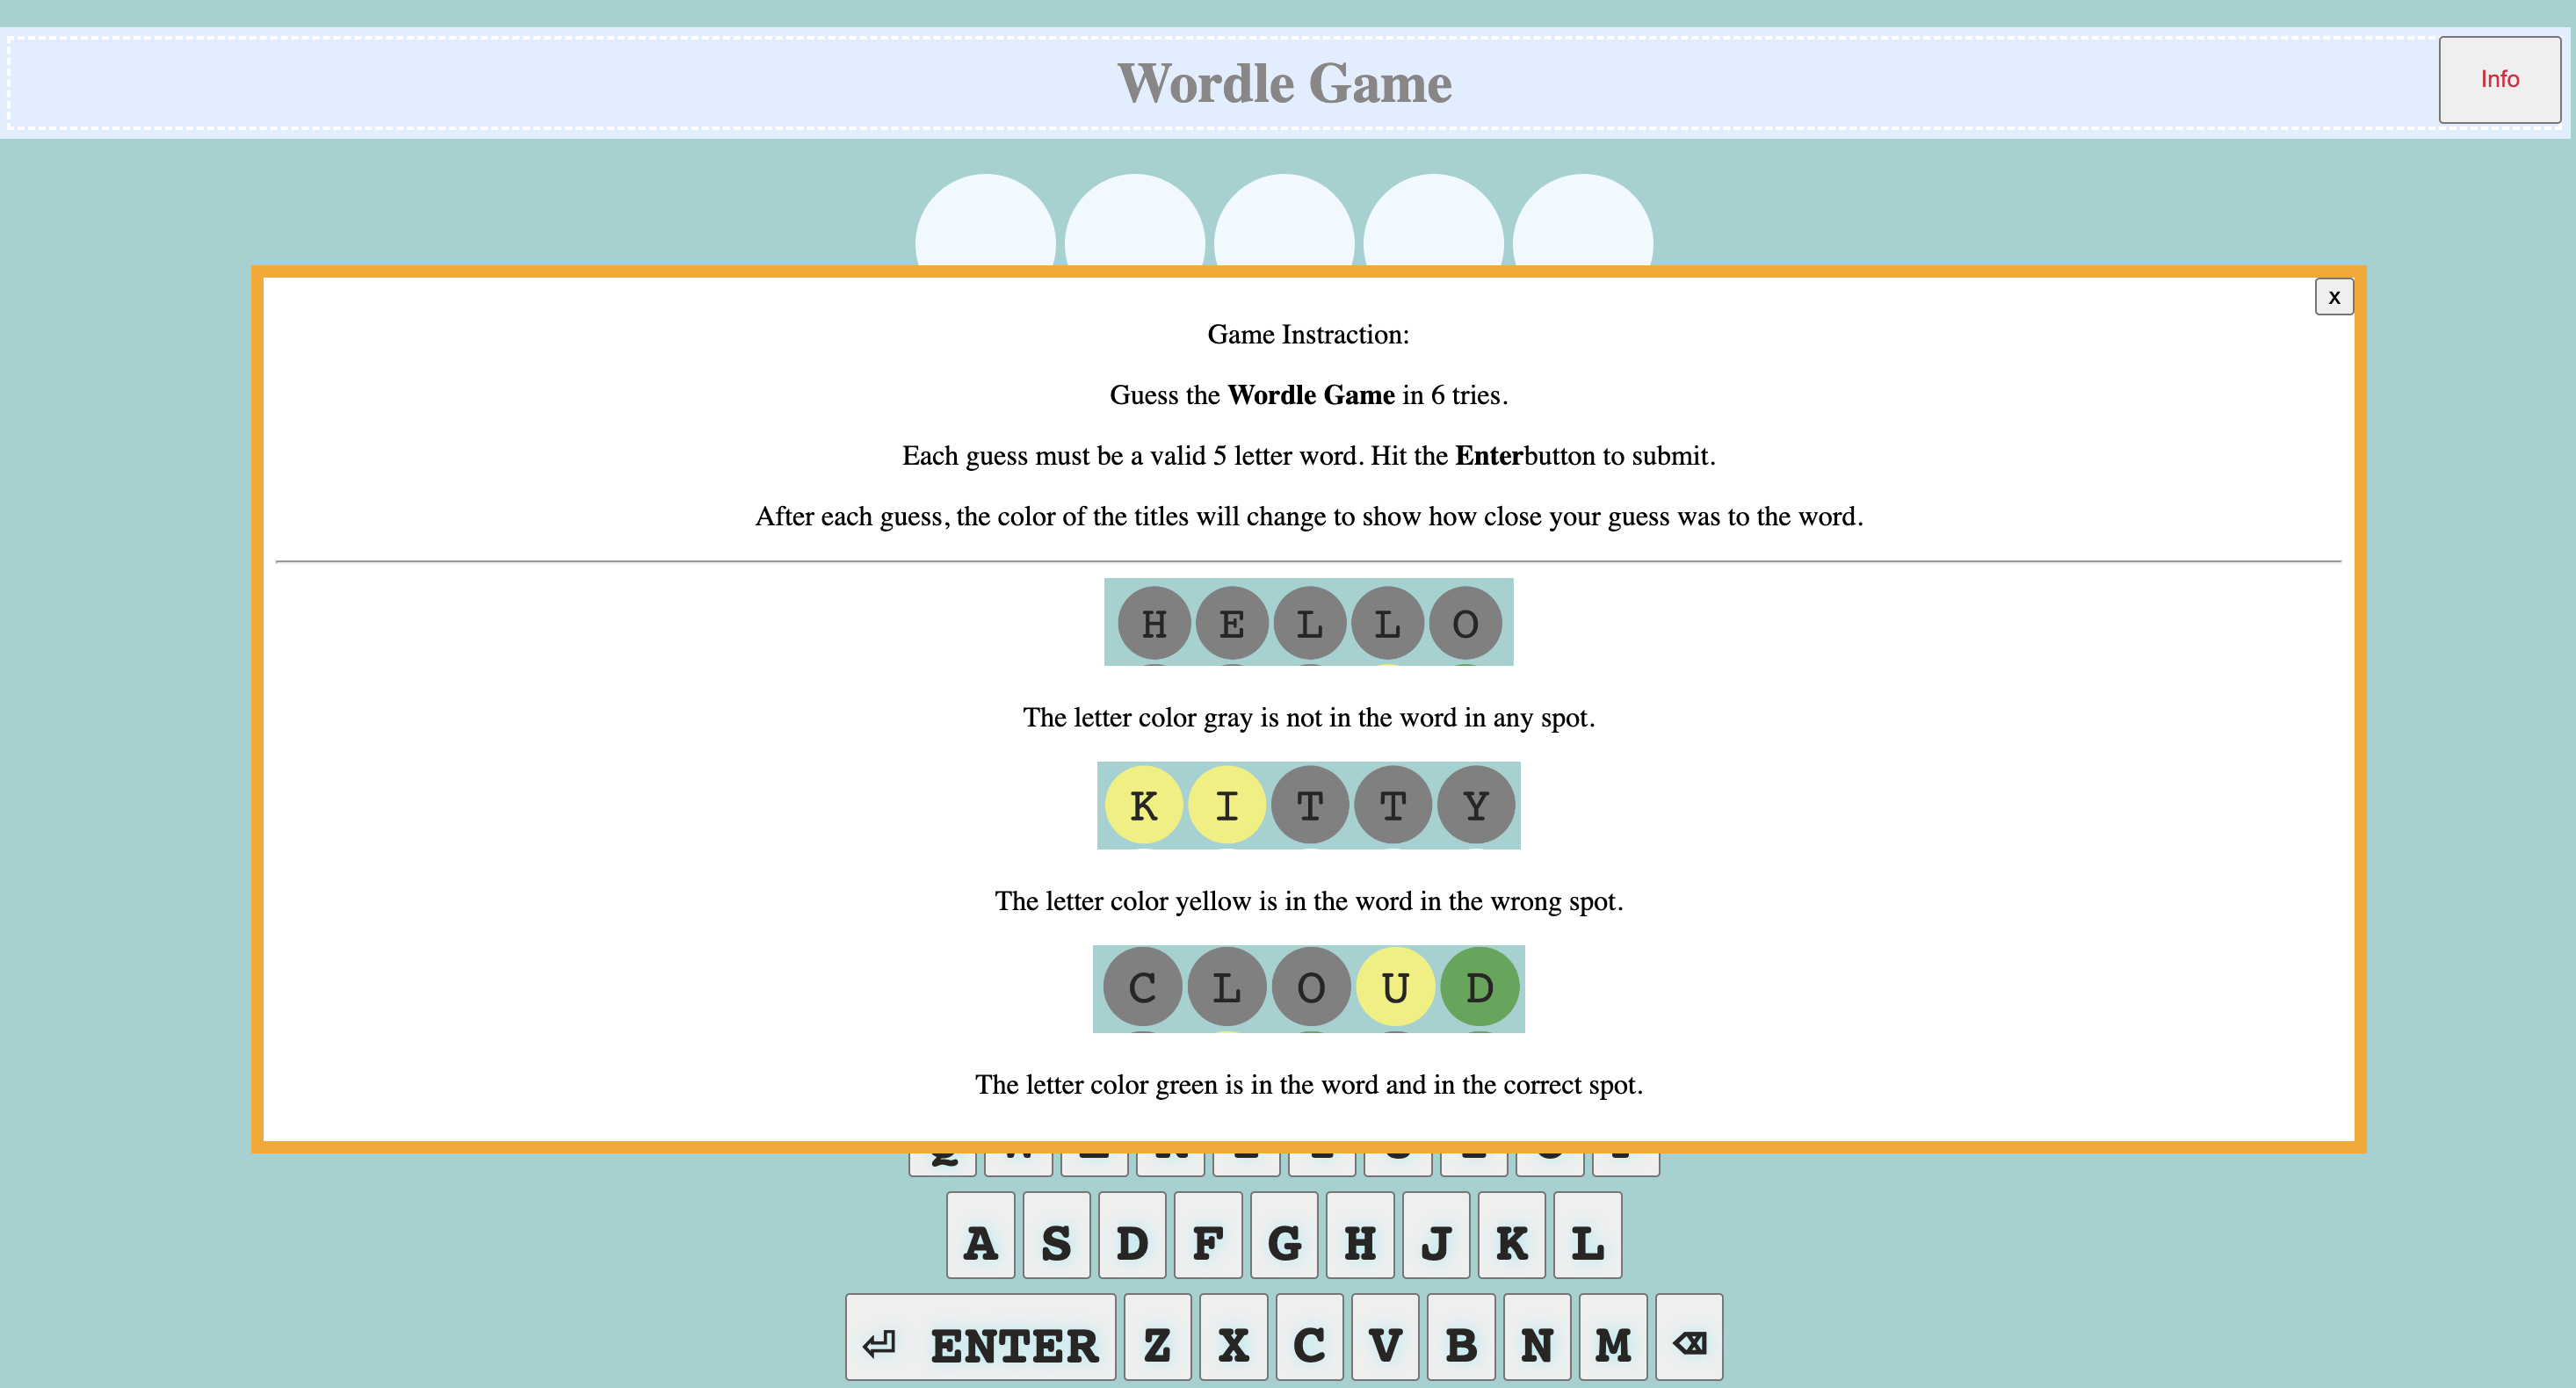 Wordle Game
Info
x
Game Instraction:
Guess the Wordle Game in 6 tries.
Each guess must be a valid 5 letter word. Hit the Enterbutton to submit.
After each guess, the color of the titles will change to show how close your guess was to the word.
H E L L O
The letter color gray is not in the word in any spot.
K I T T Y
The letter color yellow is in the word in the wrong spot.
C L O U D
The letter color green is in the word and in the correct spot.
A S D F G H J K L
⏎ ENTER Z X C V B N M ⌫